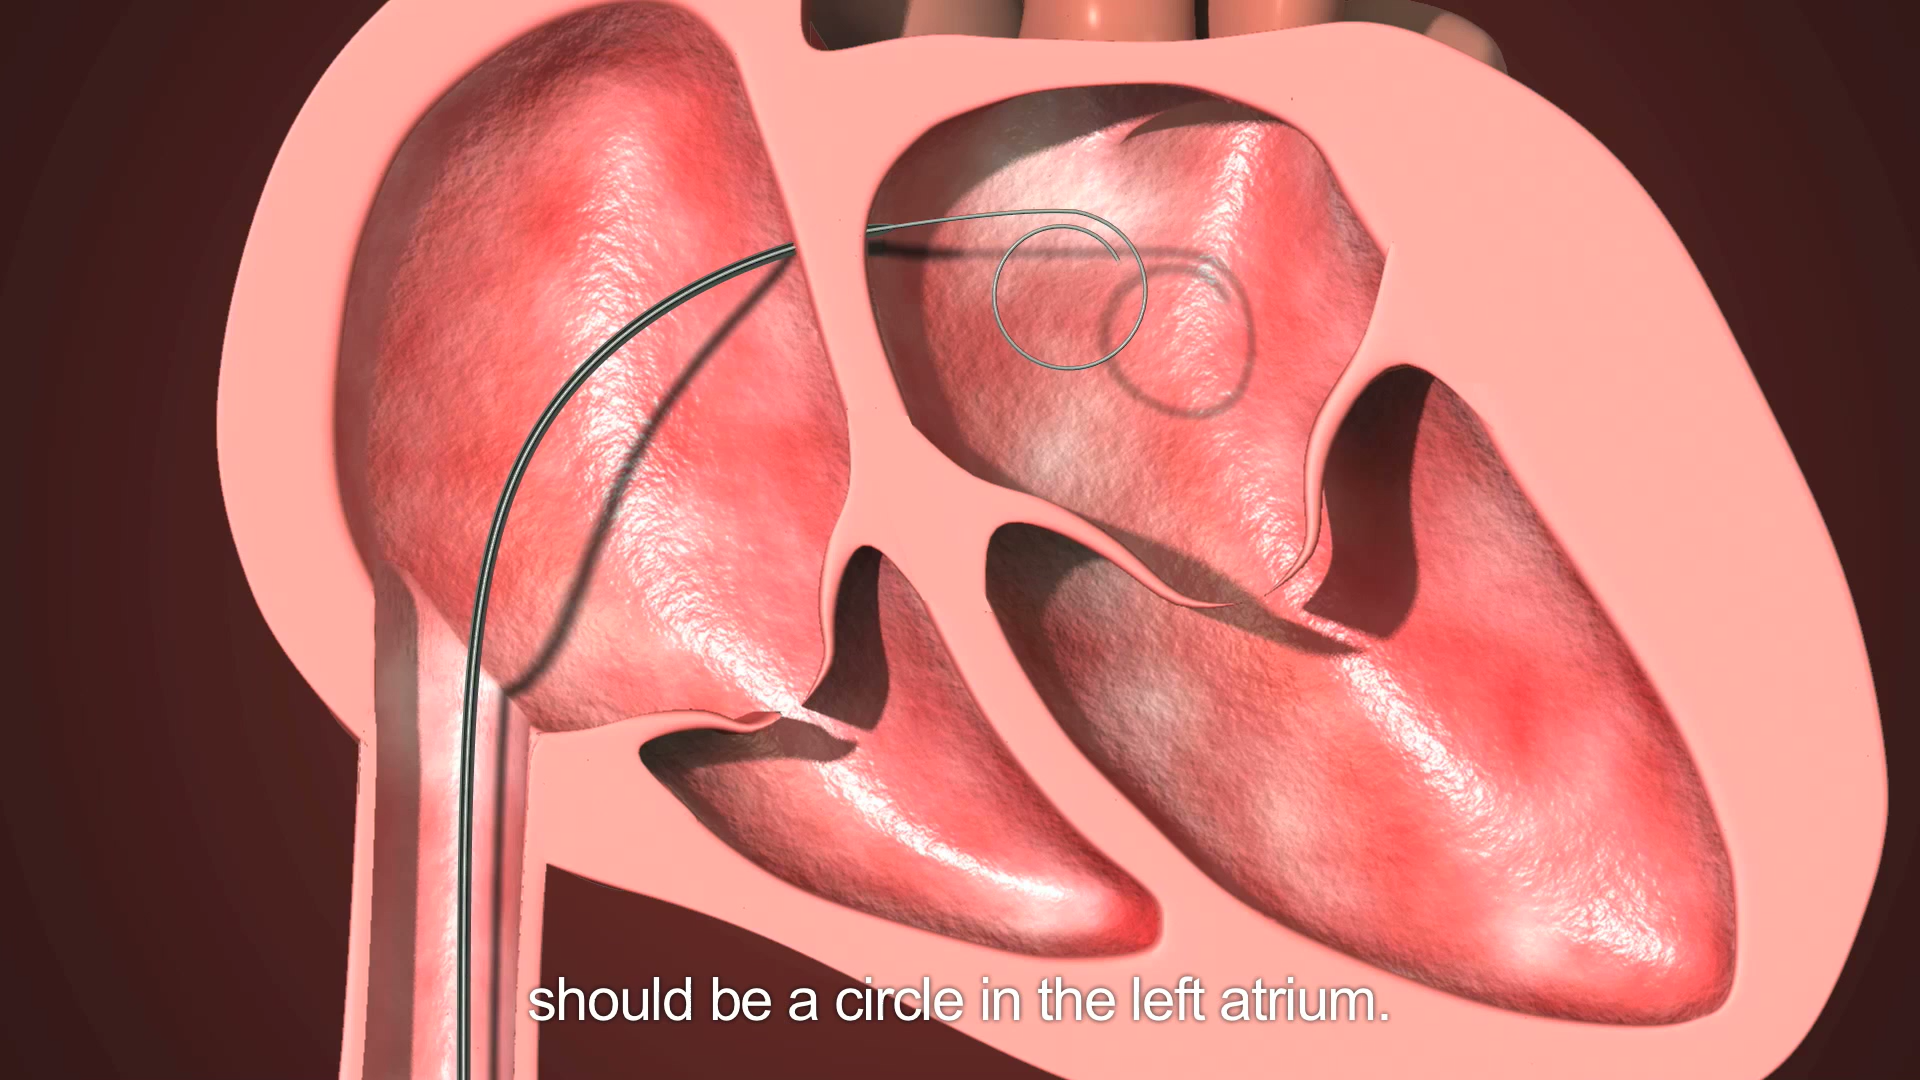 should be a circle in the left atrium.